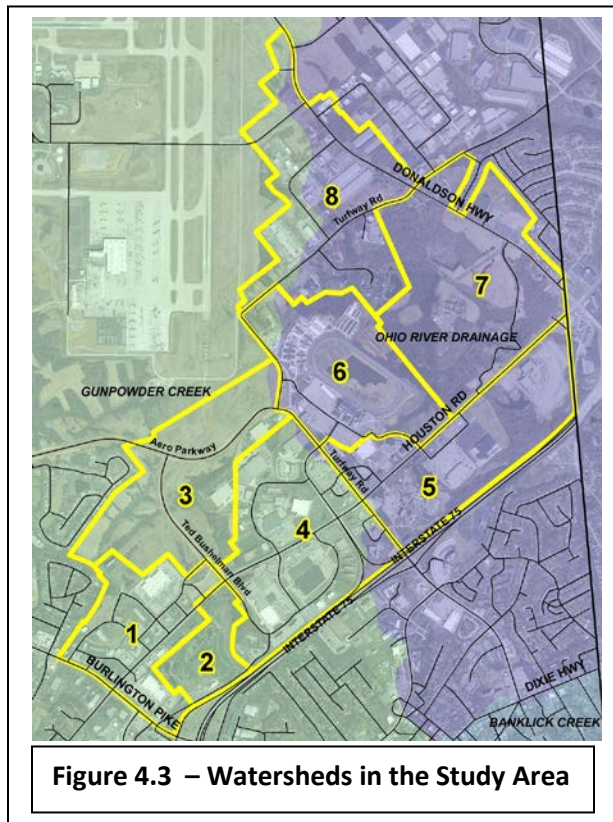 8
DONALDSON HWY
Turfway Rd
7
OHIO RIVER DRAINAGE
6
GUNPOWDER CREEK
HOUSTON RD
Aero Parkway
Turfway Rd
5
3
4
INTERSTATE 75
Ted Bushelman Blvd
1
INTERSTATE 75
2
BURLINGTON PIKE
DIXIE HWY
BANKLICK CREEK
Figure 4.3 – Watersheds in the Study Area